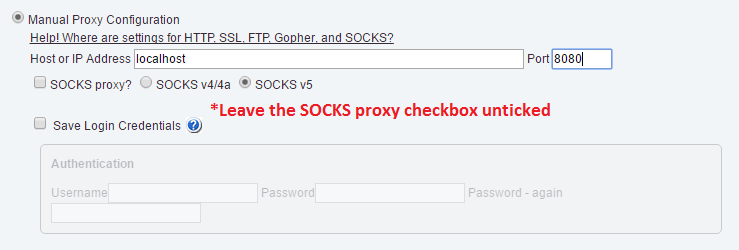 Manual Proxy Configuration
Help! Where are settings for HTTP, SSL, FTP, Gopher, and SOCKS?
Host or IP Address localhost Port 8080
SOCKS proxy? SOCKS v4/4a SOCKS v5
*Leave the SOCKS proxy checkbox unticked
Save Login Credentials ?
Authentication
Username Password Password - again